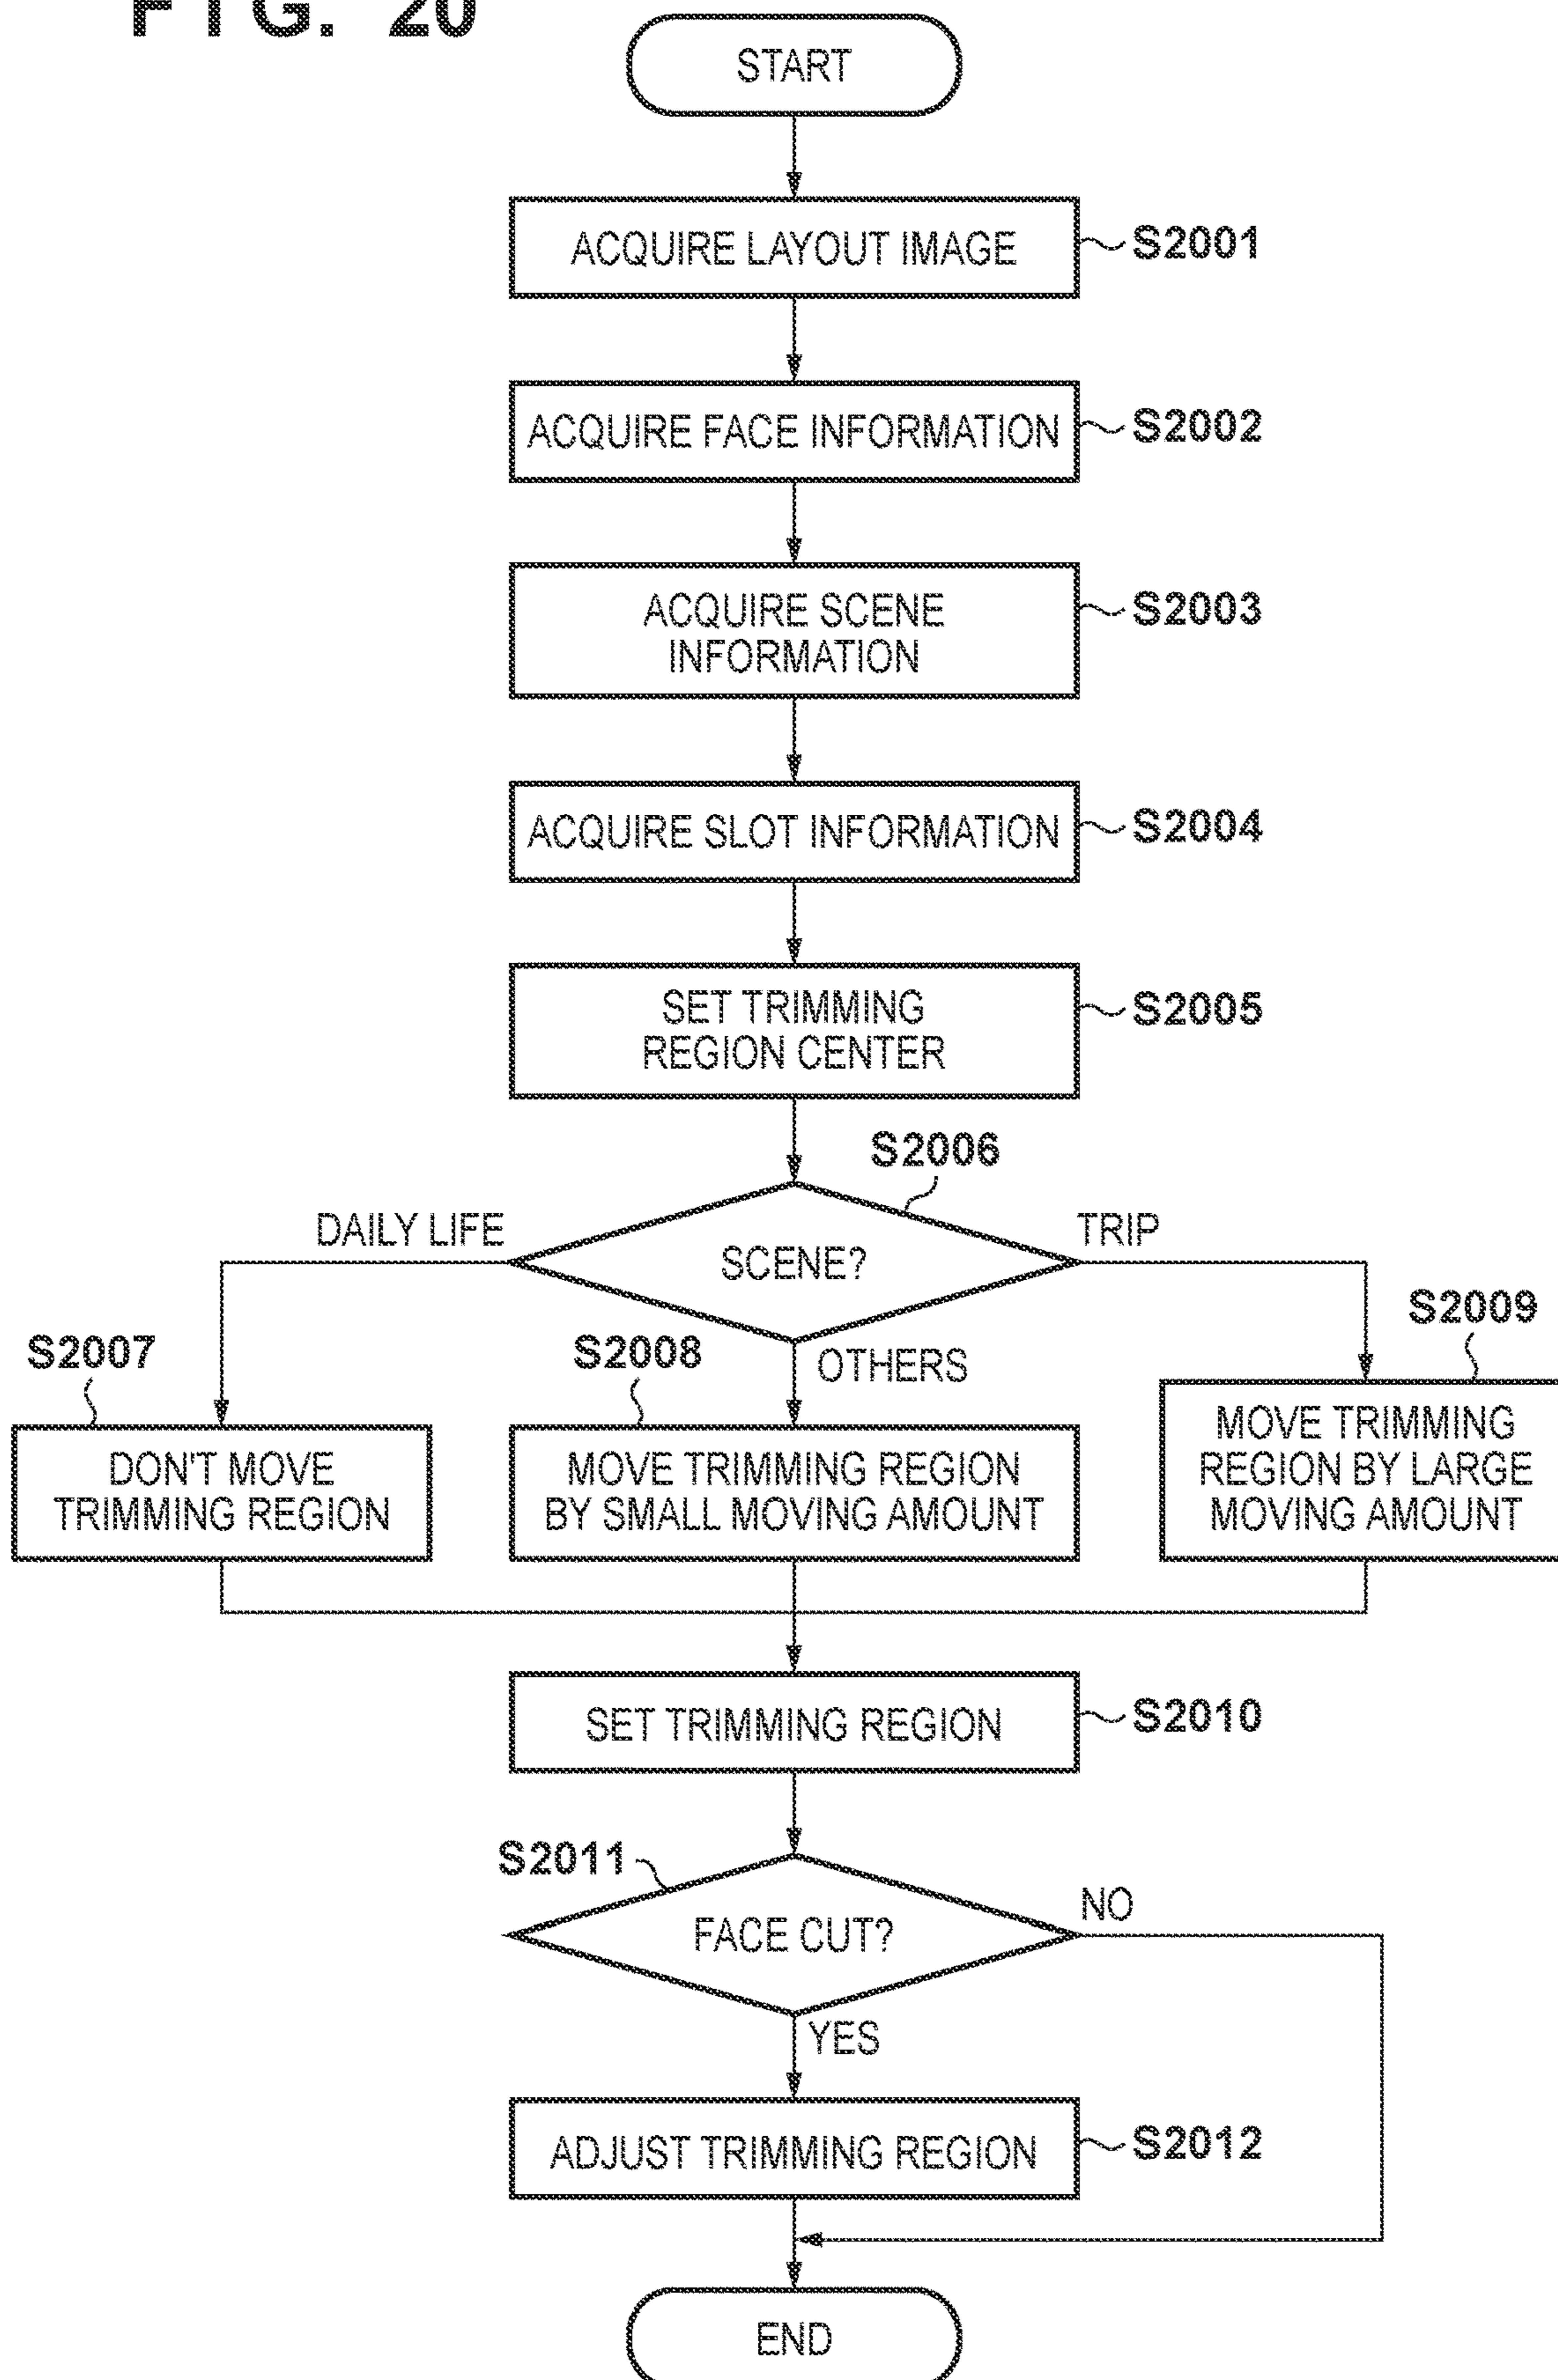 FIG. 20
START
ACQUIRE LAYOUT IMAGE
S2001
ACQUIRE FACE INFORMATION
S2002
ACQUIRE SCENE
INFORMATION
S2003
ACQUIRE SLOT INFORMATION
S2004
SET TRIMMING
REGION CENTER
S2005
S2006
DAILY LIFE
SCENE?
TRIP
OTHERS
S2007
DON'T MOVE
TRIMMING REGION
S2008
MOVE TRIMMING REGION
BY SMALL MOVING AMOUNT
S2009
MOVE TRIMMING
REGION BY LARGE
MOVING AMOUNT
SET TRIMMING REGION
S2010
S2011
FACE CUT?
NO
YES
ADJUST TRIMMING REGION
S2012
END